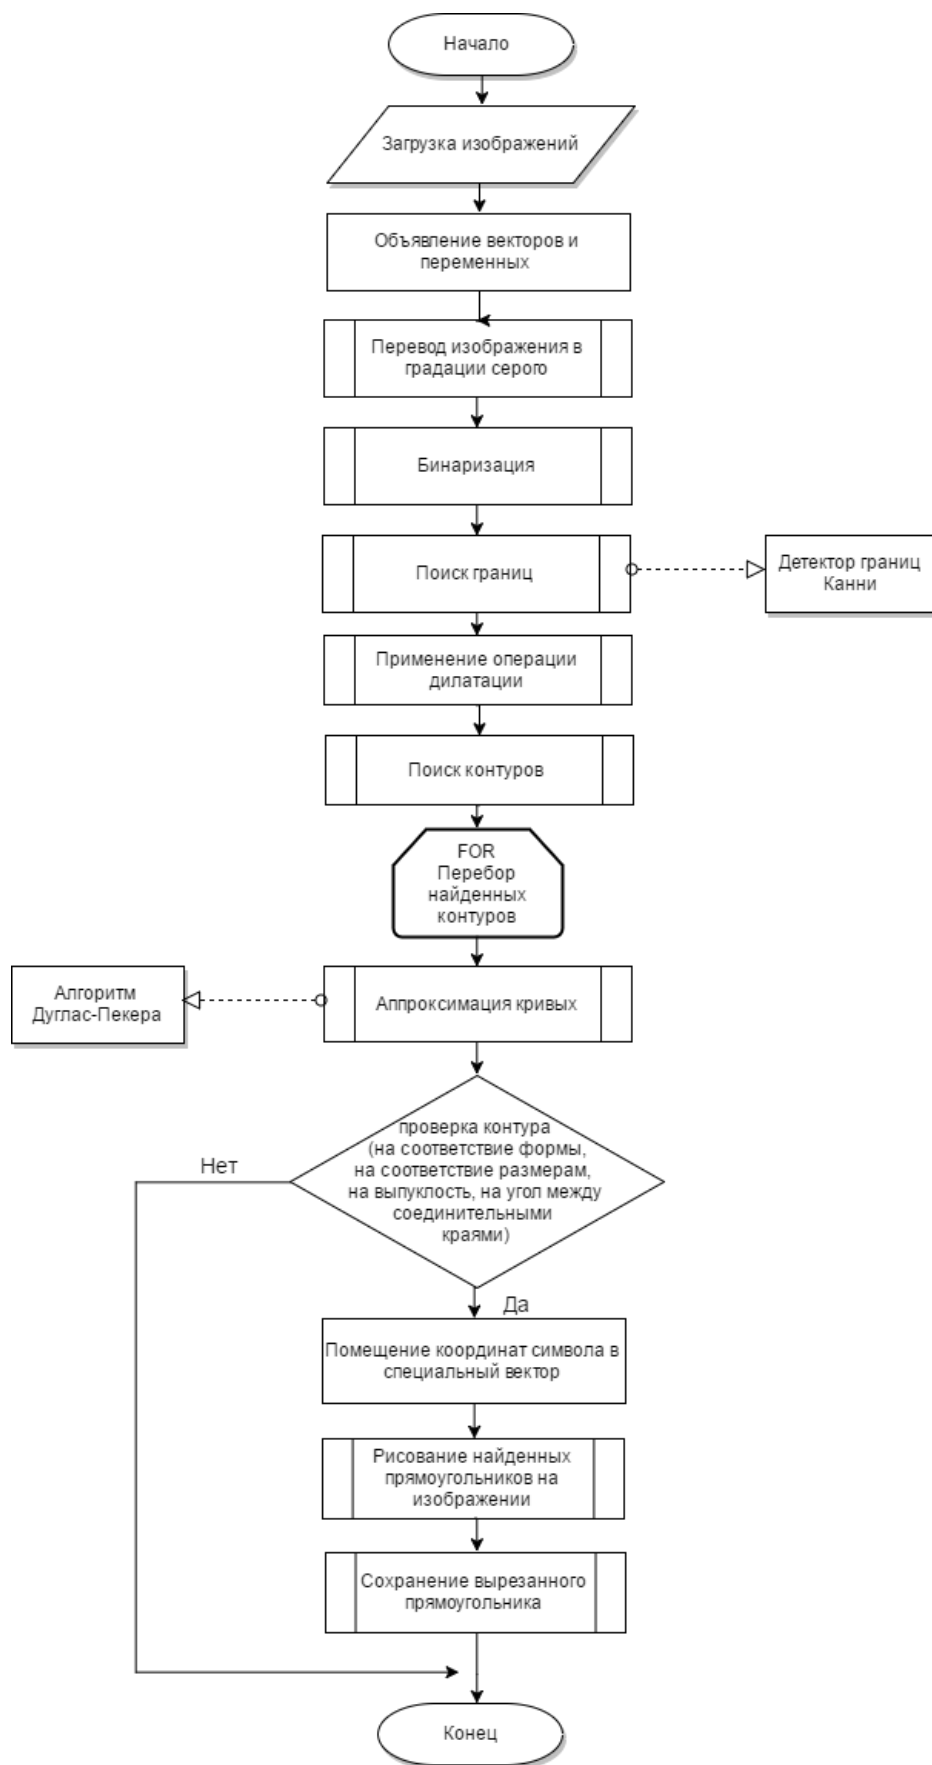 Начало
Загрузка изображений
Объявление векторов и
переменных
Перевод изображения в
градации серого
Бинаризация
Поиск границ
Детектор границ
Канни
Применение операции
дилатации
Поиск контуров
FOR
Перебор
найденных
контуров
Алгоритм
Дуглас-Пекера
Аппроксимация кривых
проверка контура
(на соответствие формы,
на соответствие размерам,
на выпуклость, на угол между
соединительными
краями)
Нет
Да
Помещение координат символа в
специальный вектор
Рисование найденных
прямоугольников на
изображении
Сохранение вырезанного
прямоугольника
Конец